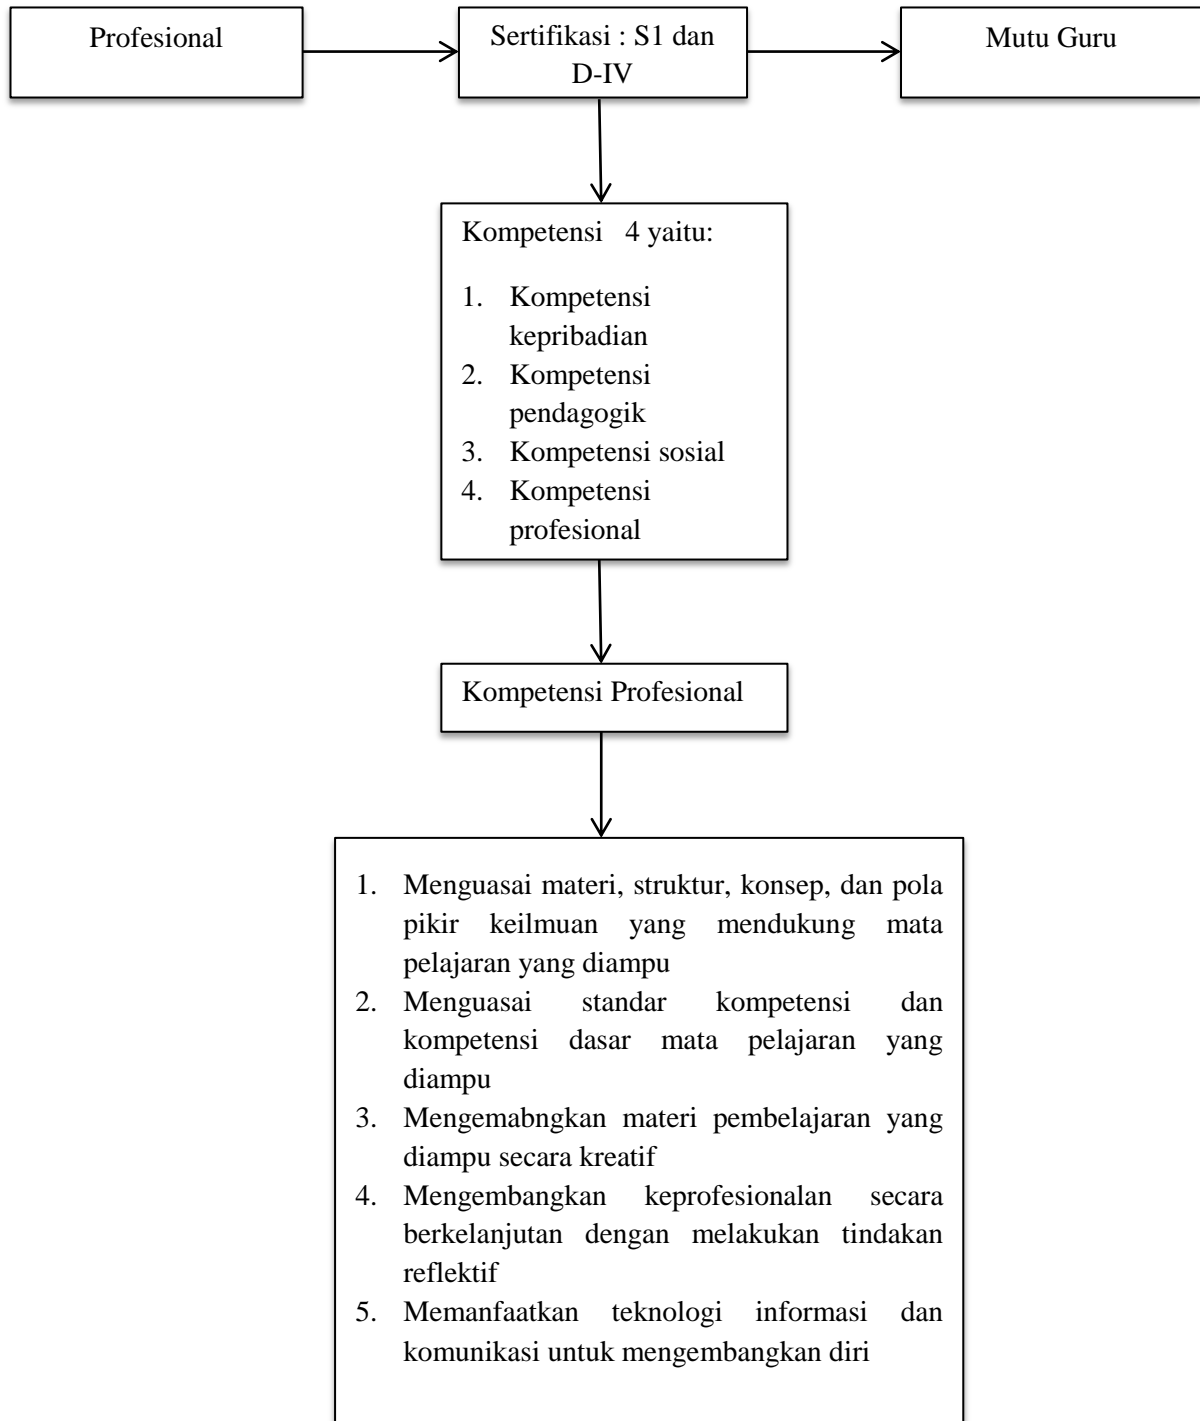 Profesional
Sertifikasi : S1 dan
D-IV
Mutu Guru
Kompetensi 4 yaitu:
1. Kompetensi
kepribadian
2. Kompetensi
pendagogik
3. Kompetensi sosial
4. Kompetensi
profesional
Kompetensi Profesional
1. Menguasai materi, struktur, konsep, dan pola
pikir keilmuan yang mendukung mata
pelajaran yang diampu
2. Menguasai standar kompetensi dan
kompetensi dasar mata pelajaran yang
diampu
3. Mengemabngkan materi pembelajaran yang
diampu secara kreatif
4. Mengembangkan keprofesionalan secara
berkelanjutan dengan melakukan tindakan
reflektif
5. Memanfaatkan teknologi informasi dan
komunikasi untuk mengembangkan diri